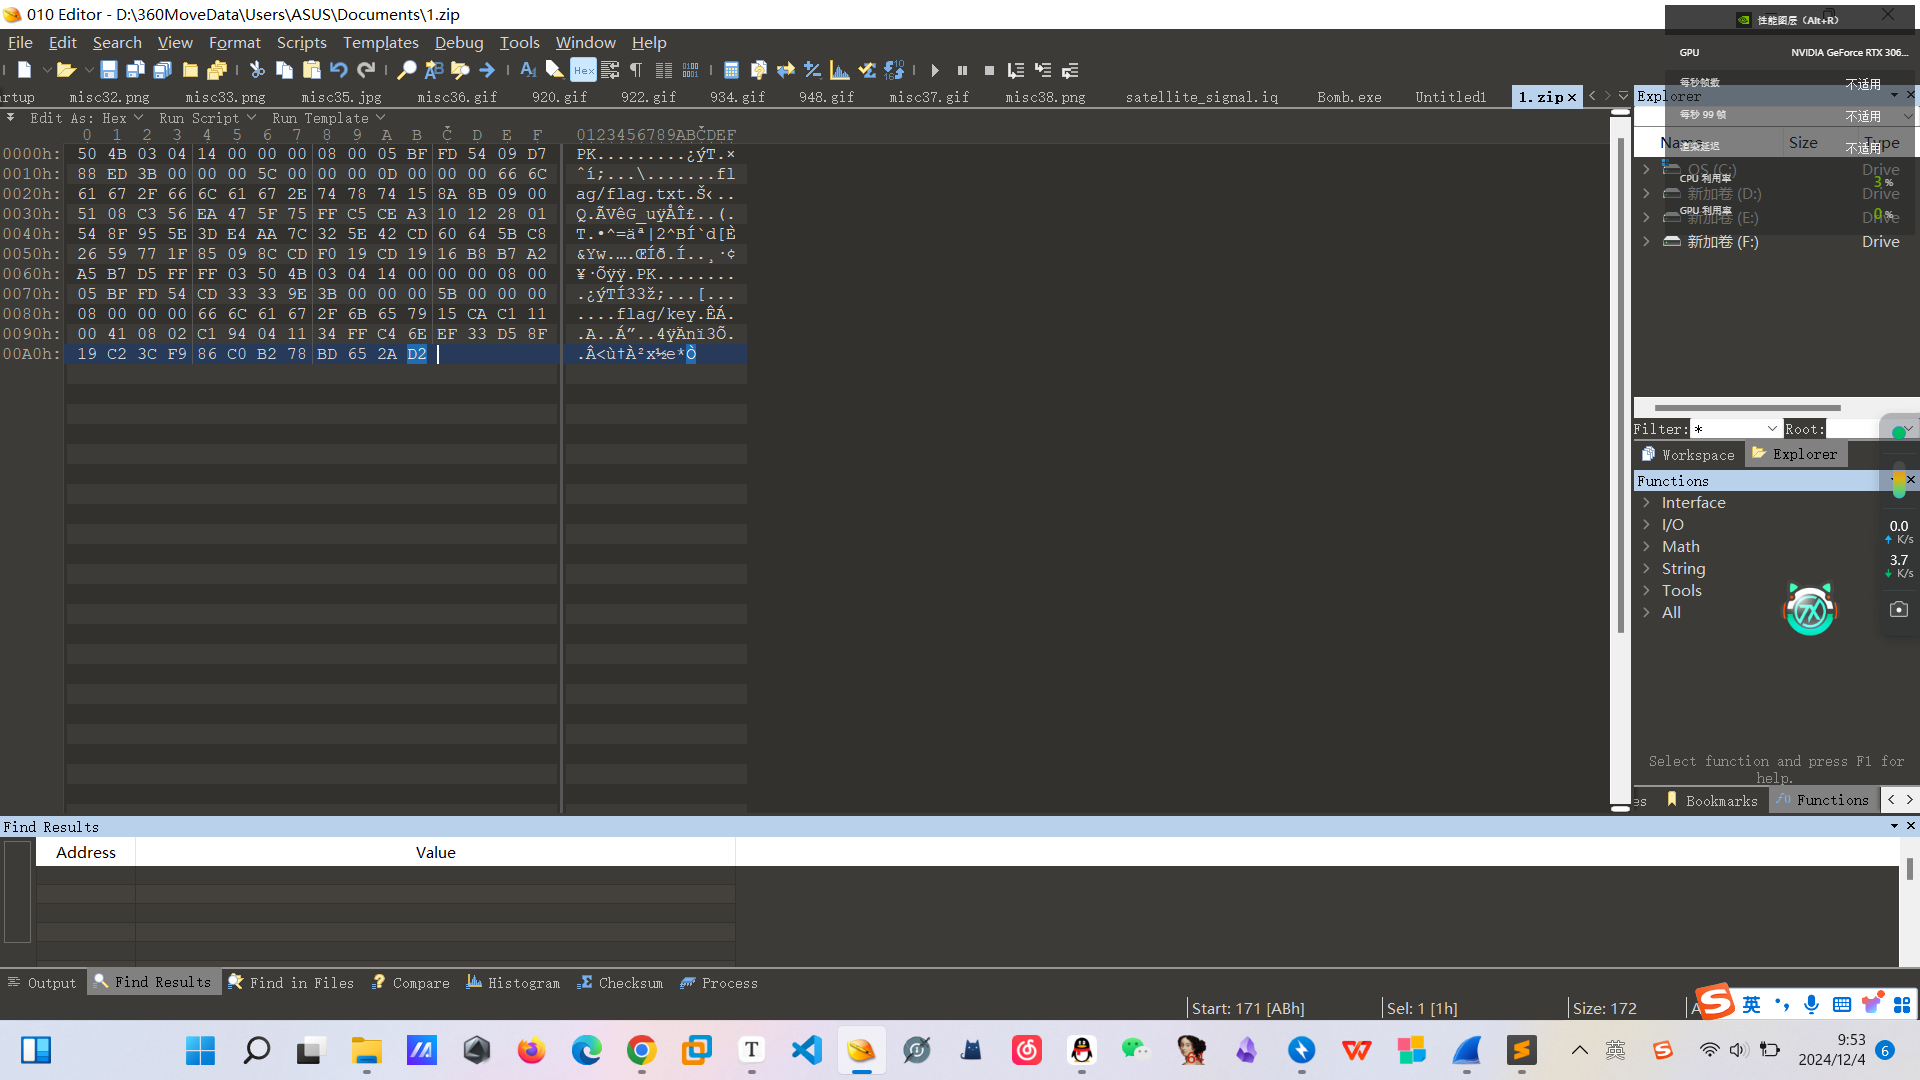 010 Editor - D:\360MoveData\Users\ASUS\Documents\1.zip
File Edit Search View Format Scripts Templates Debug Tools Window Help
artup misc32.png misc33.png misc35.jpg misc36.gif 920.gif 922.gif 934.gif 948.gif misc37.gif misc38.png satellite_signal.iq Bomb.exe Untitled1 1.zip
Edit As: Hex Run Script Run Template
0 1 2 3 4 5 6 7 8 9 A B C D E F 0123456789ABCDEF
0000h: 50 4B 03 04 14 00 00 00 08 00 05 BF FD 54 09 D7 PK.........¿ýT.×
0010h: 88 ED 3B 00 00 00 5C 00 00 00 0D 00 00 00 66 6C ˆí;...\.......fl
0020h: 61 67 2F 66 6C 61 67 2E 74 78 74 15 8A 8B 09 00 ag/flag.txt.Š‹..
0030h: 51 08 C3 56 EA 47 5F 75 FF C5 CE A3 10 12 28 01 Q.ÃVêG_uÿÅÎ£..(.
0040h: 54 8F 95 5E 3D E4 AA 7C 32 5E 42 CD 60 64 5B C8 T.•^=äª|2^BÍ`d[È
0050h: 26 59 77 1F 85 09 8C CD F0 19 CD 19 16 B8 B7 A2 &Yw.….ŒÍð.Í..¸·¢
0060h: A5 B7 D5 FF FF 03 50 4B 03 04 14 00 00 00 08 00 ¥·Õÿÿ.PK........
0070h: 05 BF FD 54 CD 33 33 9E 3B 00 00 00 5B 00 00 00 .¿ýTÍ33ž;...[...
0080h: 08 00 00 00 66 6C 61 67 2F 6B 65 79 15 CA C1 11 ....flag/key.ÊÁ.
0090h: 00 41 08 02 C1 94 04 11 34 FF C4 6E EF 33 D5 8F .A..Á”..4ÿÄnï3Õ.
00A0h: 19 C2 3C F9 86 C0 B2 78 BD 65 2A D2 .Â<ù†À²x½e*Ò
性能图层 (Alt+R)
GPU NVIDIA GeForce RTX 306...
每秒帧数 不适用
每秒 99 帧 不适用
渲染延迟 不适用
CPU 利用率 3 %
GPU 利用率 0 %
Explorer
Name Size Type
OS (C:) Drive
新加卷 (D:) Drive
新加卷 (E:) Drive
新加卷 (F:) Drive
Filter: * Root:
Workspace Explorer
Functions
Interface
I/O
Math
String
Tools
All
0.0
K/s
3.7
K/s
Select function and press F1 for
help.
es Bookmarks Functions
Find Results
Address Value
Output Find Results Find in Files Compare Histogram Checksum Process
Start: 171 [ABh] Sel: 1 [1h] Size: 172 A
英
英
9:53
2024/12/4
6